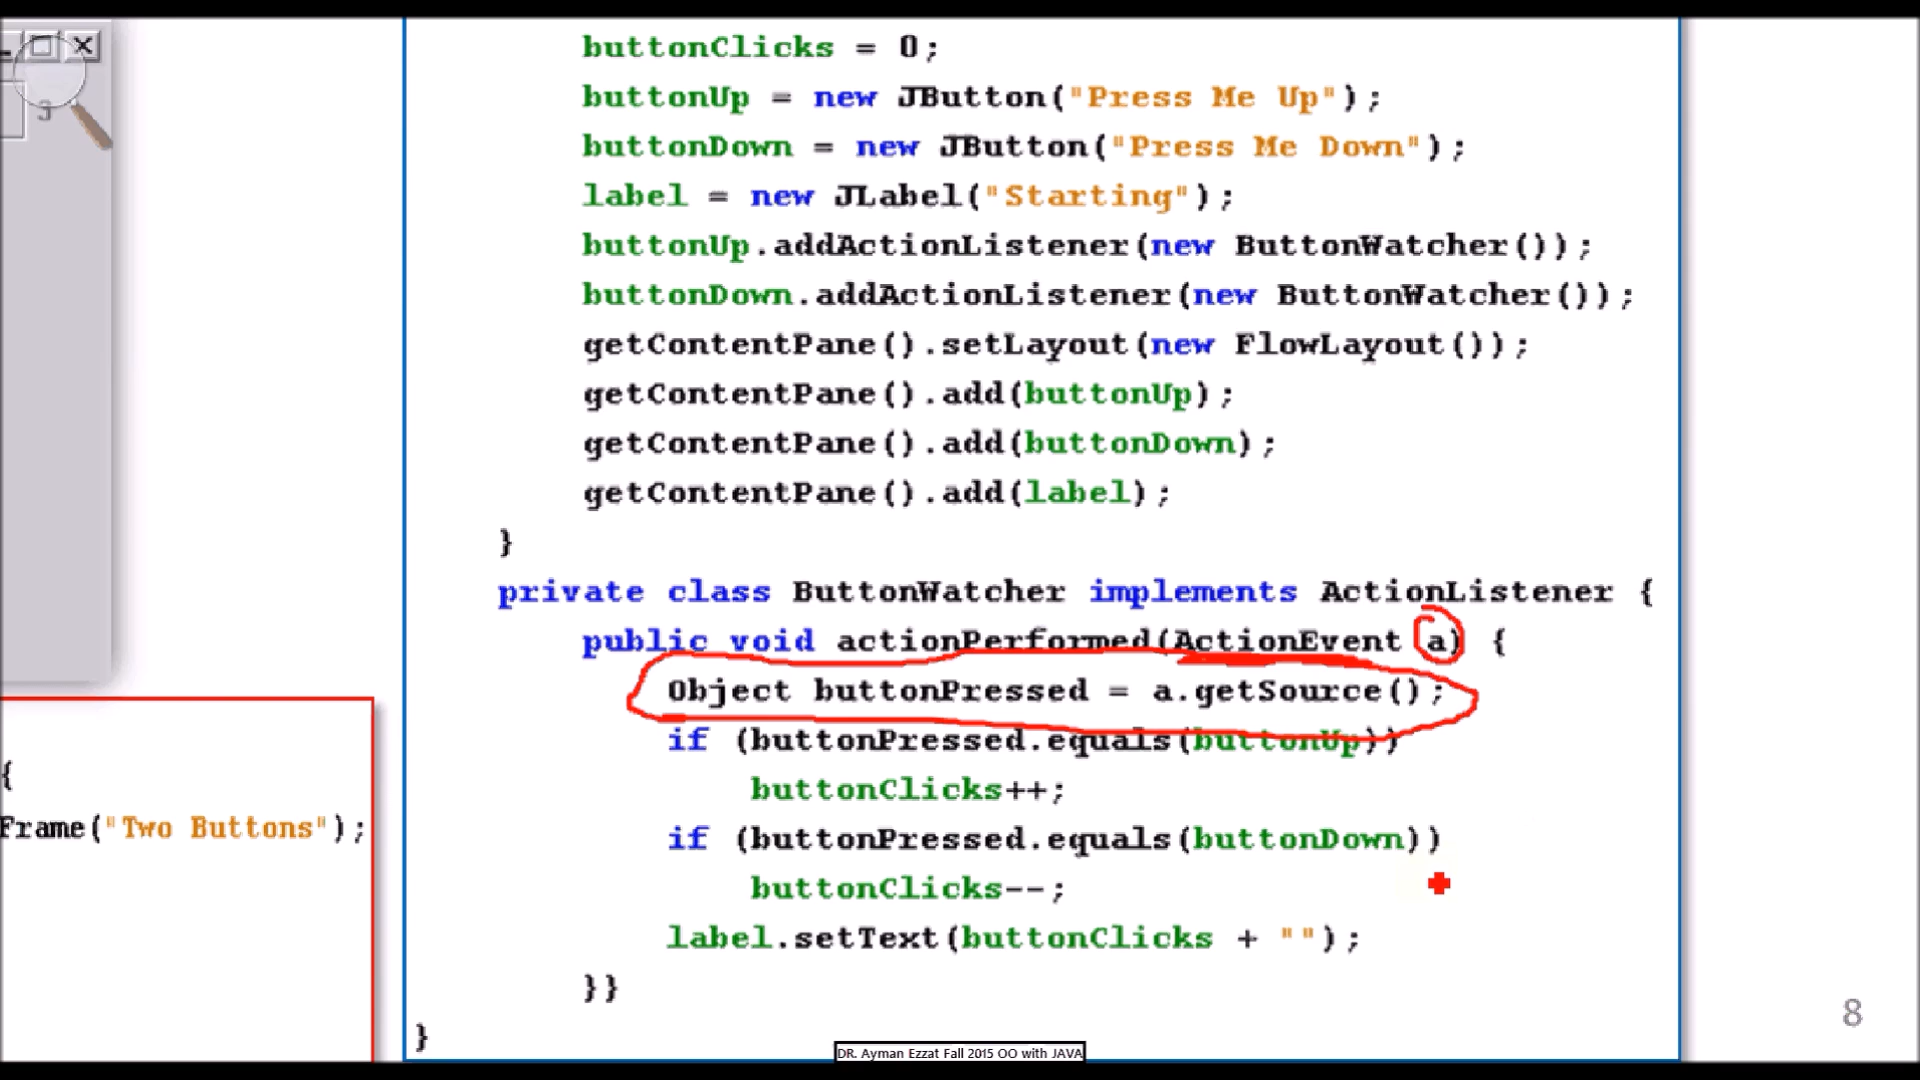 3
buttonClicks = 0;
buttonUp = new JButton("Press Me Up");
buttonDown = new JButton("Press Me Down");
label = new JLabel("Starting");
buttonUp.addActionListener(new ButtonWatcher());
buttonDown.addActionListener(new ButtonWatcher());
getContentPane().setLayout(new FlowLayout());
getContentPane().add(buttonUp);
getContentPane().add(buttonDown);
getContentPane().add(label);
}
private class ButtonWatcher implements ActionListener {
public void actionPerformed(ActionEvent a) {
Object buttonPressed = a.getSource();
if (buttonPressed.equals(buttonUp))
buttonClicks++;
if (buttonPressed.equals(buttonDown))
buttonClicks--;
label.setText(buttonClicks + "");
}}
}
{
Frame("Two Buttons");
8
DR. Ayman Ezzat Fall 2015 OO with JAVA